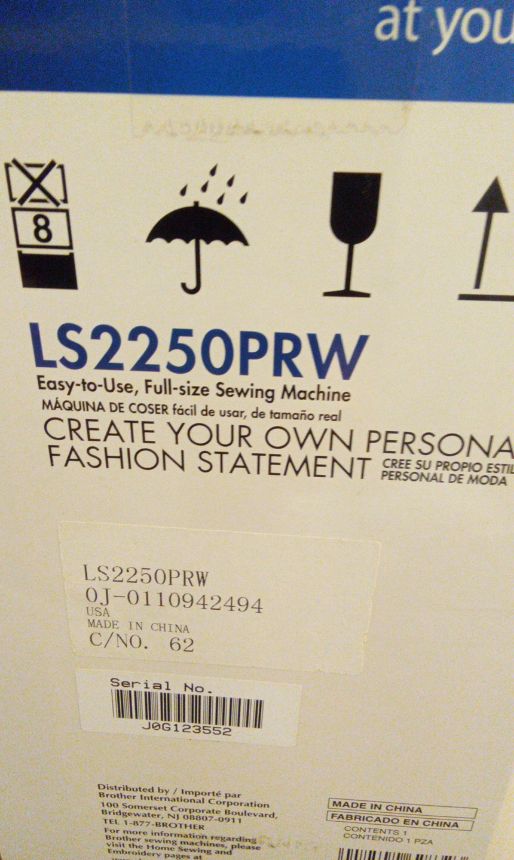 at you
8
LS2250PRW
Easy-to-Use, Full-size Sewing Machine
MÁQUINA DE COSER fácil de usar, de tamaño real
CREATE YOUR OWN PERSONA
FASHION STATEMENT
CREE SU PROPIO ESTIL
PERSONAL DE MODA
LS2250PRW
0J-0110942494
USA
MADE IN CHINA
C/NO. 62
Serial No.
J0G123552
Distributed by / Importé par
Brother International Corporation
100 Somerset Corporate Boulevard,
Bridgewater, NJ 08807-0911
TEL 1-877-BROTHER
For more information regarding
Brother sewing machines, please
visit the Home Sewing and
Embroidery pages at
MADE IN CHINA
FABRICADO EN CHINA
CONTENTS 1
CONTENIDO 1 PZA